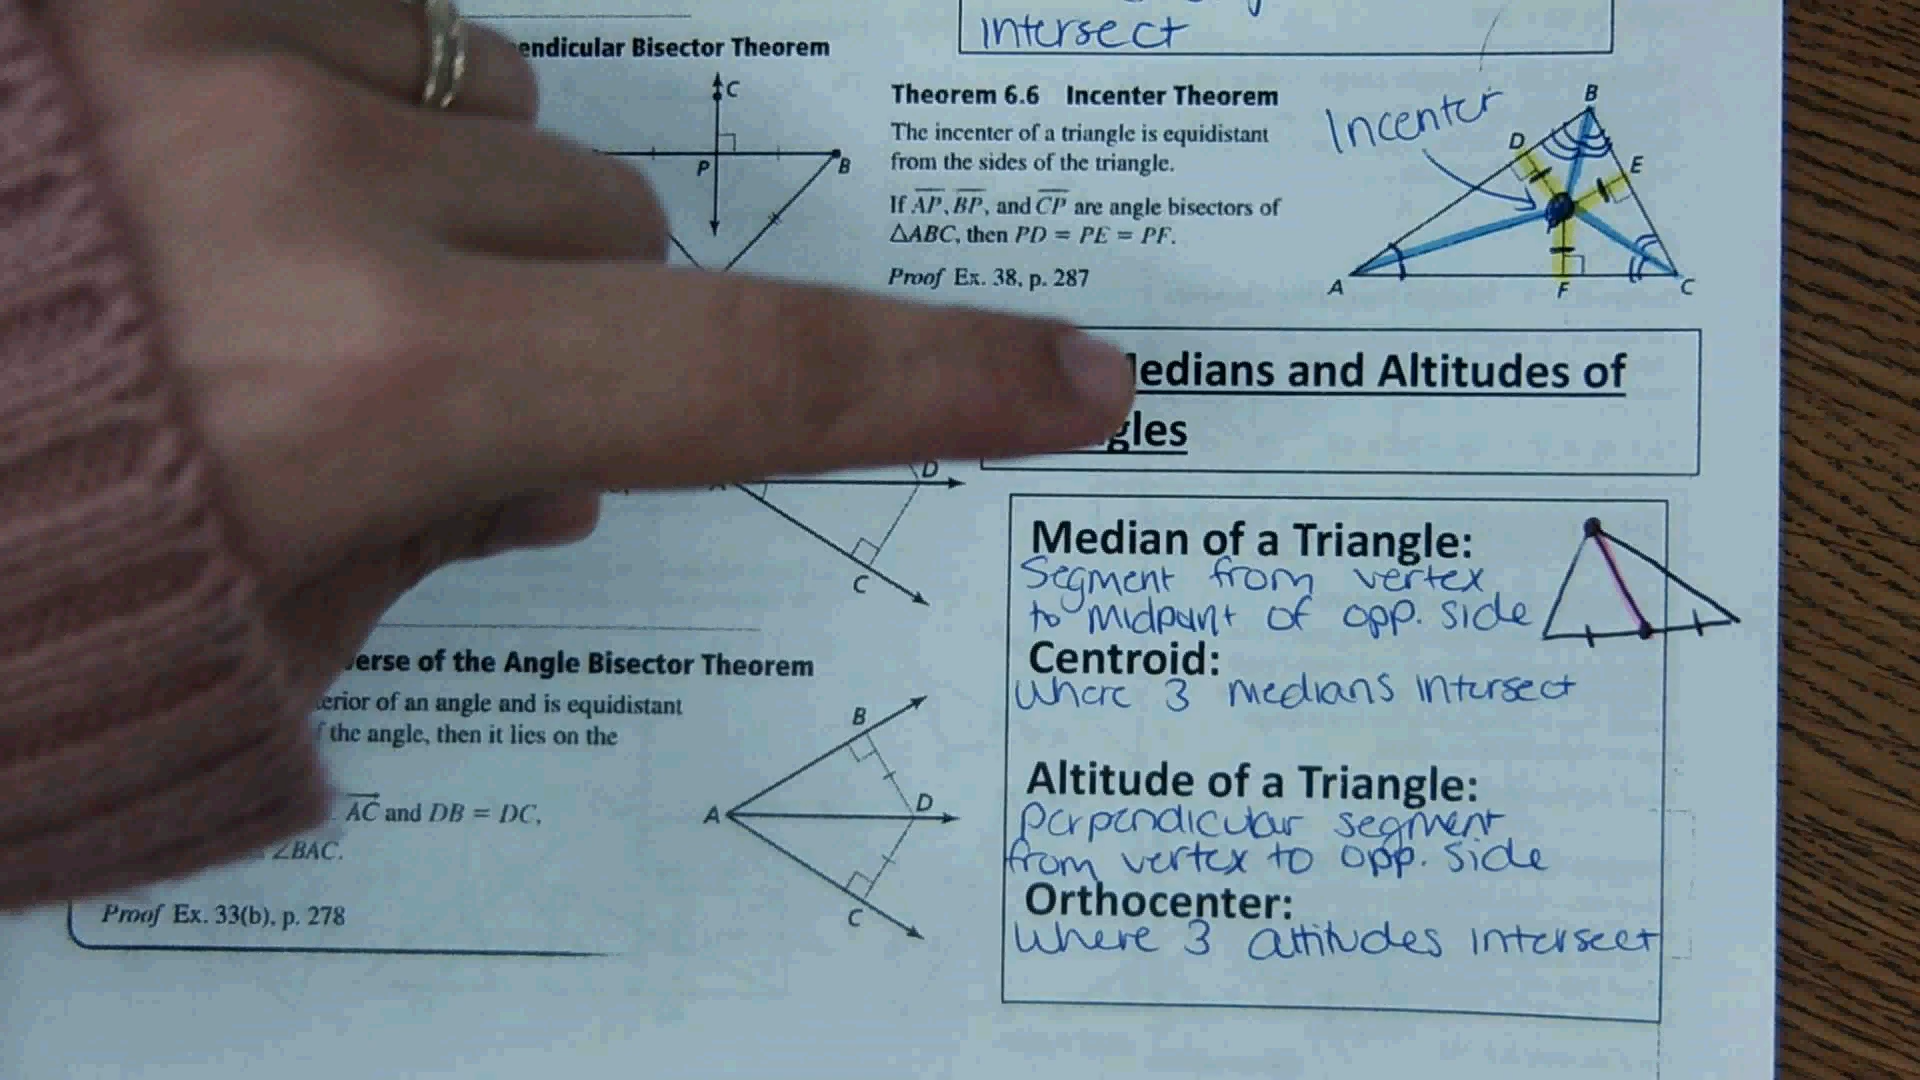 endicular Bisector Theorem
C
P
B
D
C
erse of the Angle Bisector Theorem
erior of an angle and is equidistant
the angle, then it lies on the
AC and DB = DC,
∠BAC.
Proof Ex. 33(b), p. 278
B
A
D
C
Intersect
Theorem 6.6 Incenter Theorem
The incenter of a triangle is equidistant
from the sides of the triangle.
If AP, BP, and CP are angle bisectors of
△ABC, then PD = PE = PF.
Proof Ex. 38, p. 287
Incenter
B
D
E
P
A
F
C
edians and Altitudes of
gles
Median of a Triangle:
Segment from vertex
to midpoint of opp. side
Centroid:
where 3 medians intersect
Altitude of a Triangle:
perpendicular segment
from vertex to opp. side
Orthocenter:
where 3 altitudes intersect